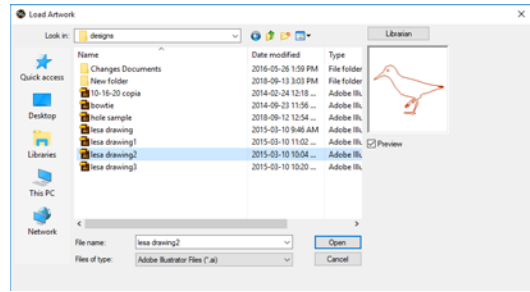 Load Artwork
Look in: designs
Librarian
Name Date modified Type
Changes Documents 2016-05-26 1:59 PM File folder
New folder 2018-09-13 3:03 PM File folder
10-16-20 copia 2014-02-24 12:18 ... Adobe Illu
bowtie 2014-09-23 11:56 ... Adobe Illu
hole sample 2018-09-12 12:54 ... Adobe Illu
lesa drawing 2015-03-10 9:46 AM Adobe Illu
lesa drawing1 2015-03-10 11:02 ... Adobe Illu
lesa drawing2 2015-03-10 10:04 ... Adobe Illu
lesa drawing3 2015-03-10 10:20 ... Adobe Illu
Quick access
Desktop
Libraries
This PC
Network
Preview
File name: lesa drawing2 Open
Files of type: Adobe Illustrator Files (*.ai) Cancel